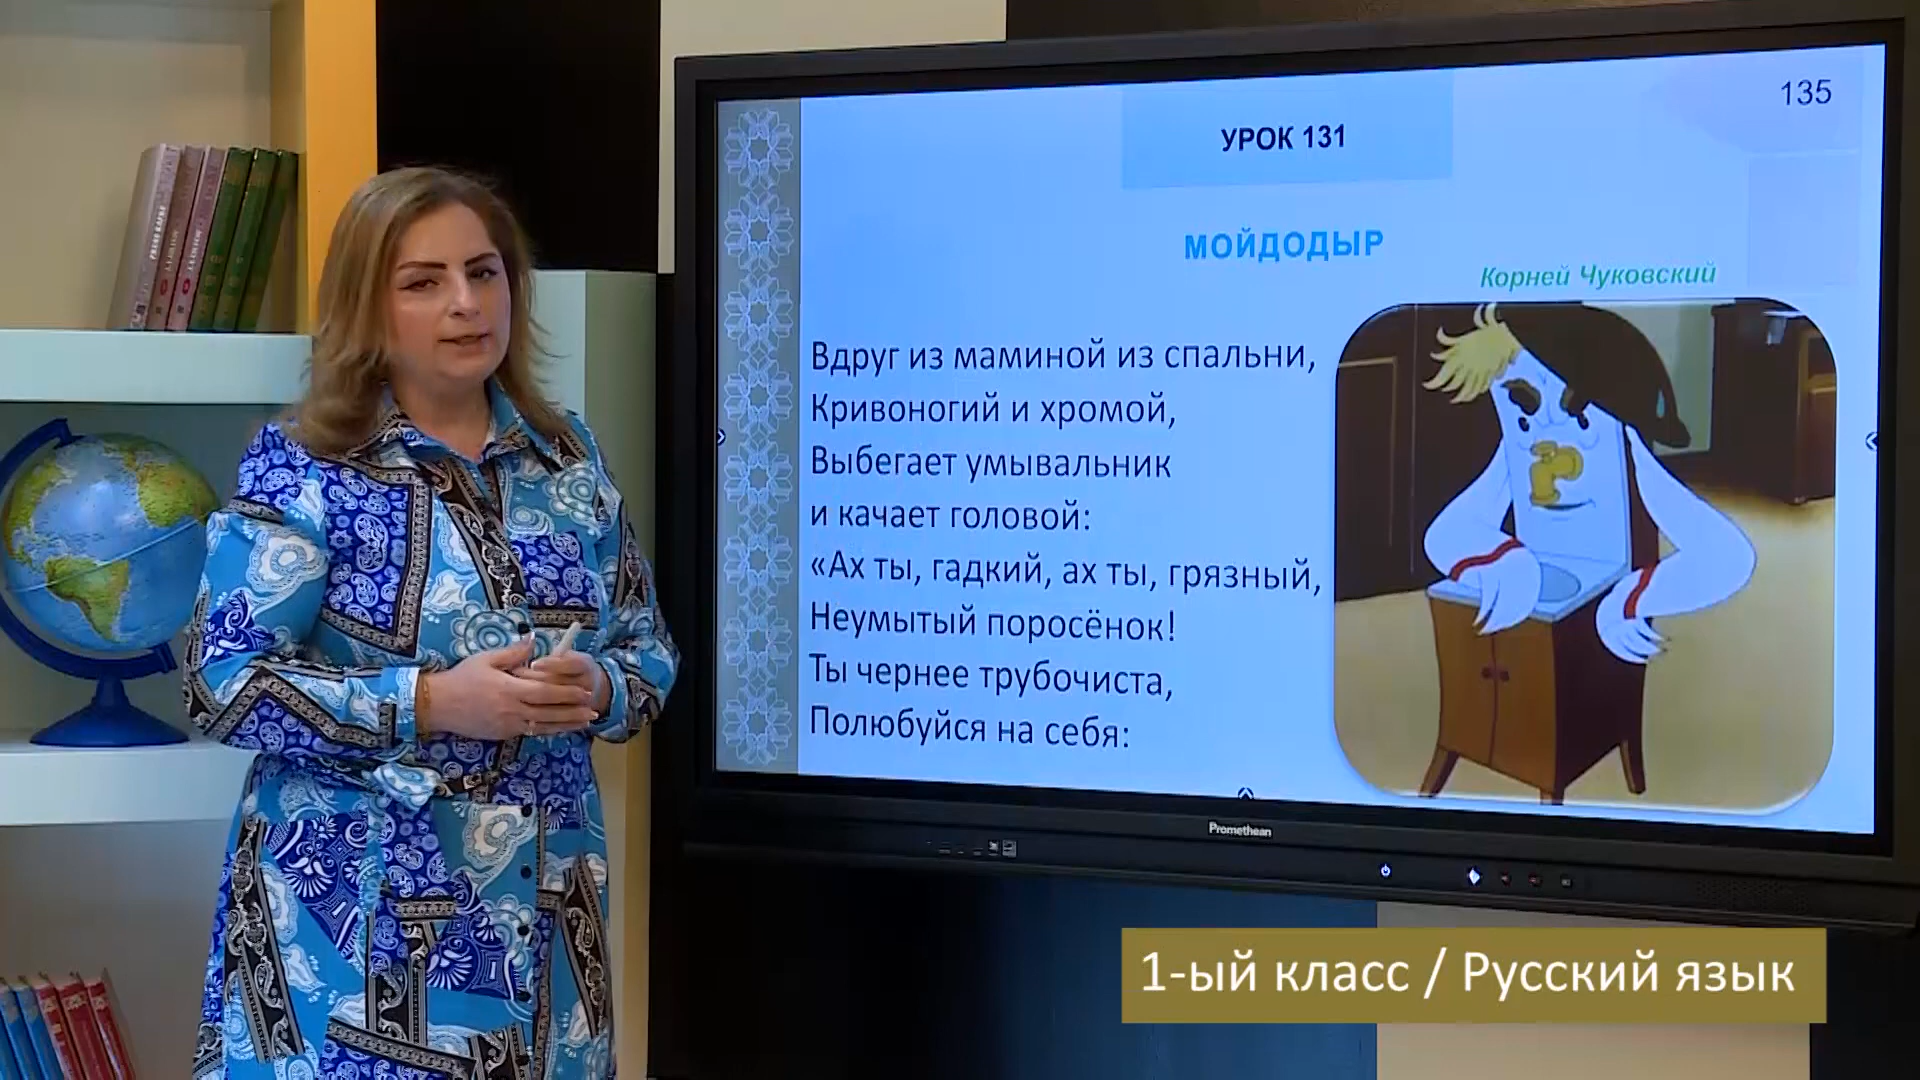 135
УРОК 131
МОЙДОДЫР
Корней Чуковский
Вдруг из маминой из спальни,
Кривоногий и хромой,
Выбегает умывальник
и качает головой:
«Ах ты, гадкий, ах ты, грязный,
Неумытый поросёнок!
Ты чернее трубочиста,
Полюбуйся на себя:
Promethean
1-ый класс / Русский язык